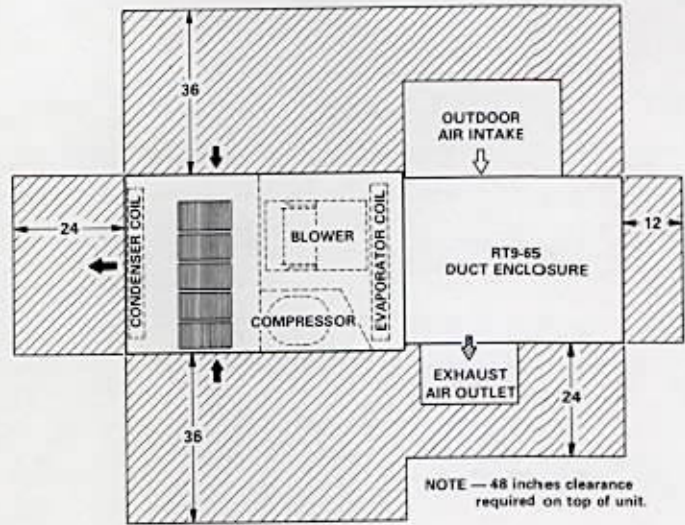 36
OUTDOOR
AIR INTAKE
24
CONDENSER COIL
BLOWER
EVAPORATOR COIL
COMPRESSOR
RT9-65
DUCT ENCLOSURE
12
EXHAUST
AIR OUTLET
36
24
NOTE — 48 inches clearance
required on top of unit.